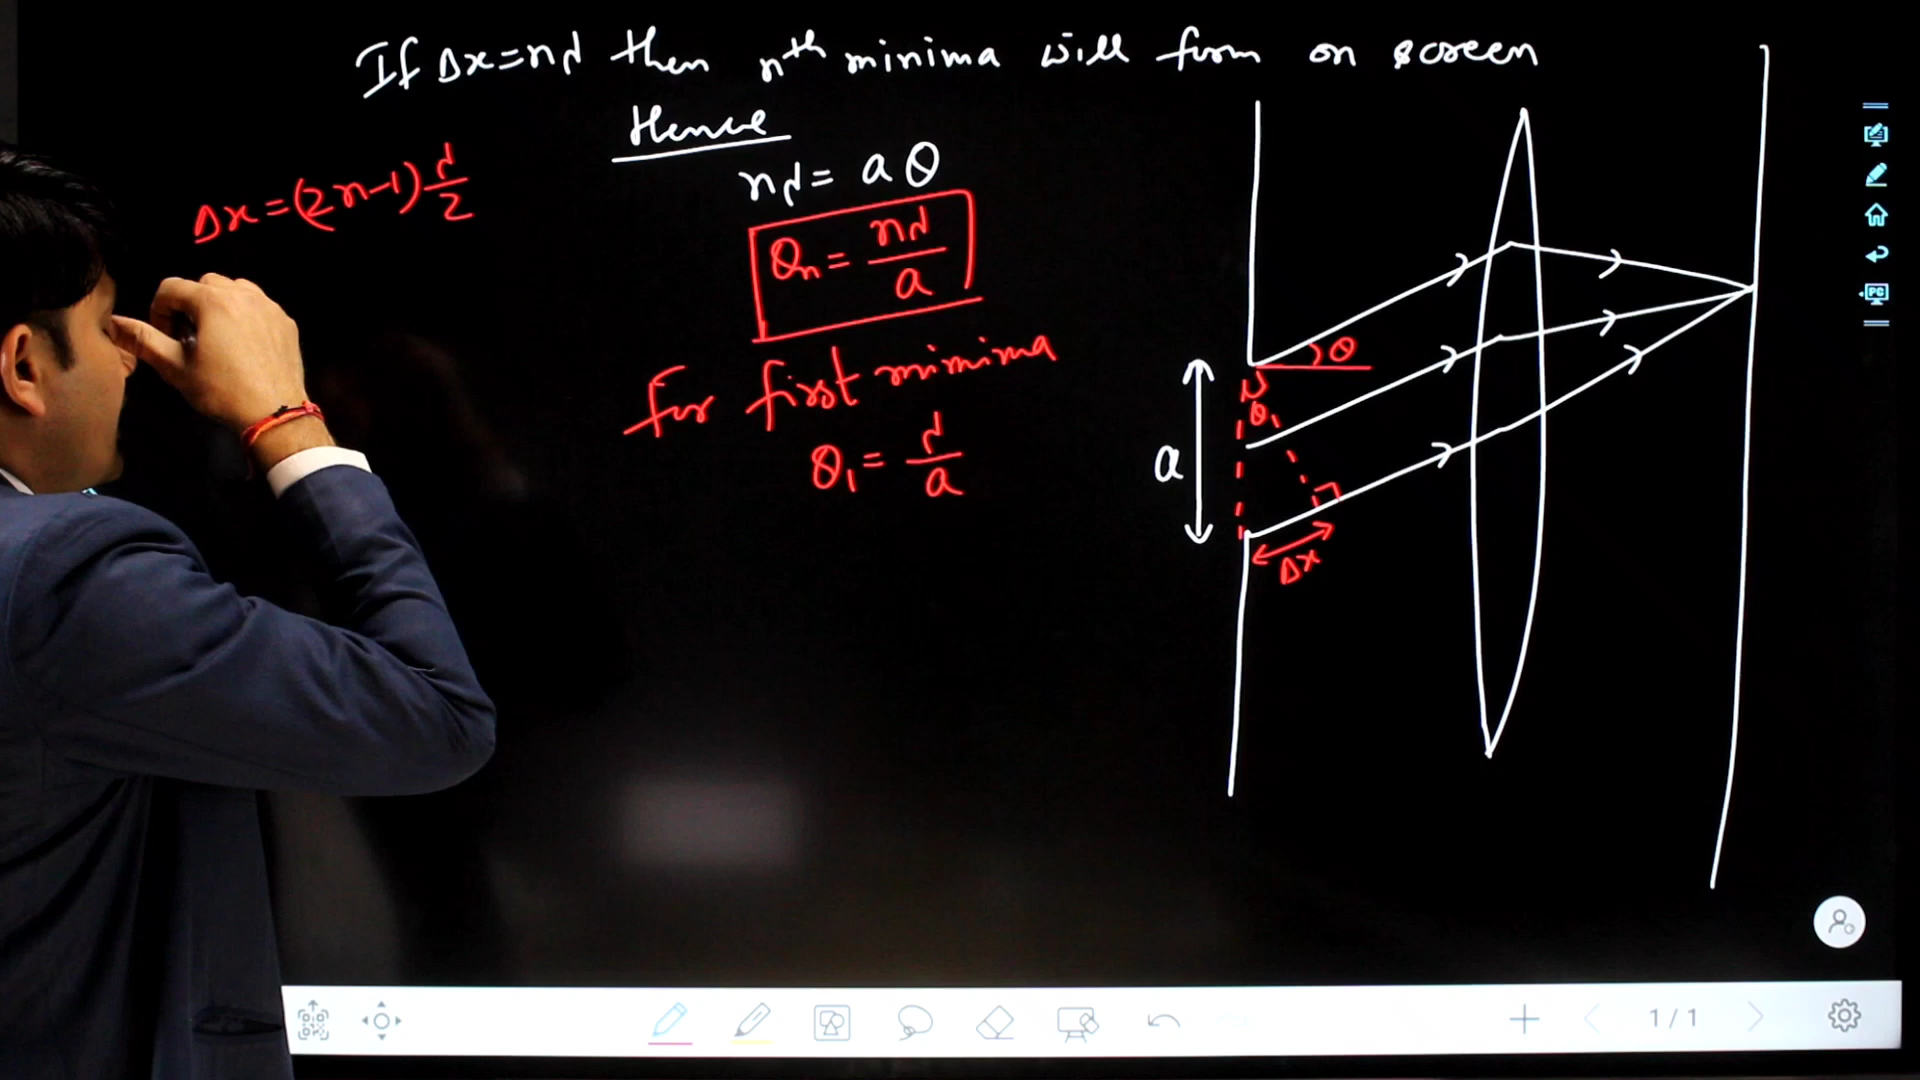 If Δx=nλ then nth minima will form on screen
Hence
nλ = aθ
Δx=(2n-1)λ/2
θn = nλ/a
for first minima
θ1 = λ/a
θ
θ
a
Δx
PC
1/1